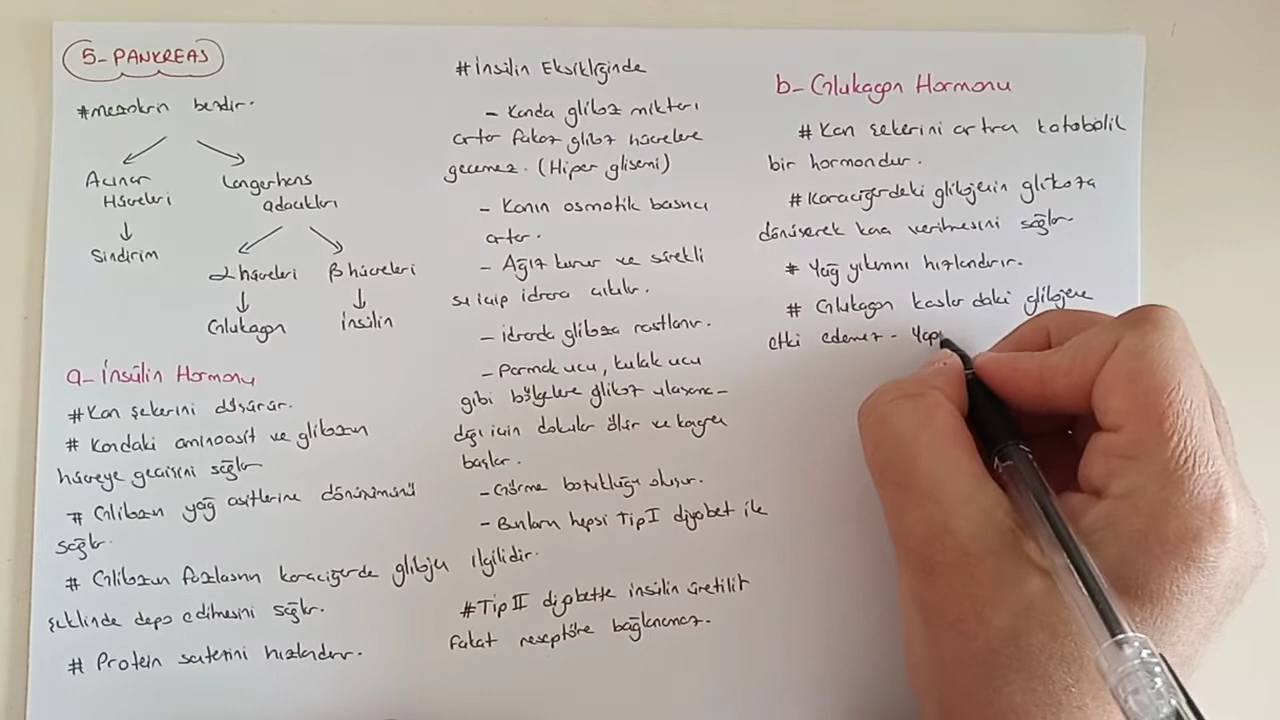 5- PANKREAS
#mezokrin bezdir.
Acınar Langerhans
Hücreleri adacıkları
Sindirim
α hücreleri β hücreleri
Glukagon İnsülin
a- İnsülin Hormonu
#Kan şekerini düşürür.
# Kandaki aminoasit ve glikozun
hücreye geçişini sağlar
# Glikozun yağ asitlerine dönüşümünü
sağlar.
# Glikozun fazlasının karaciğerde glikojen
şeklinde depo edilmesini sağlar.
# Protein sentezini hızlandırır.
#İnsilin Eksikliğinde
- Kanda glikoz miktarı
artar fakat glikoz hücrelere
geçemez. (Hiper glisemi)
- Kanın osmotik basıncı
artar.
- Ağız kurur ve sürekli
su içip idrara çıkılır.
- idrarda glikoza rastlanır.
- Parmak ucu, kulak ucu
gibi bölgelere glikoz ulaşama-
dığı için dokular ölür ve kangren
başlar.
- Görme bozukluğu oluşur.
- Bunların hepsi Tip I diyabet ile
ilgilidir.
#Tip II diyabette insülin üretilir
fakat reseptöre bağlanamaz.
b- Glukagon Hormonu
# Kan şekerini artıran katabolik
bir hormondur.
#Karaciğerdeki glikojenin glikoza
dönüşerek kana verilmesini sağlar
# Yağ yıkımını hızlandırır.
# Glukagon kaslardaki glikojene
etki edemez- Yap